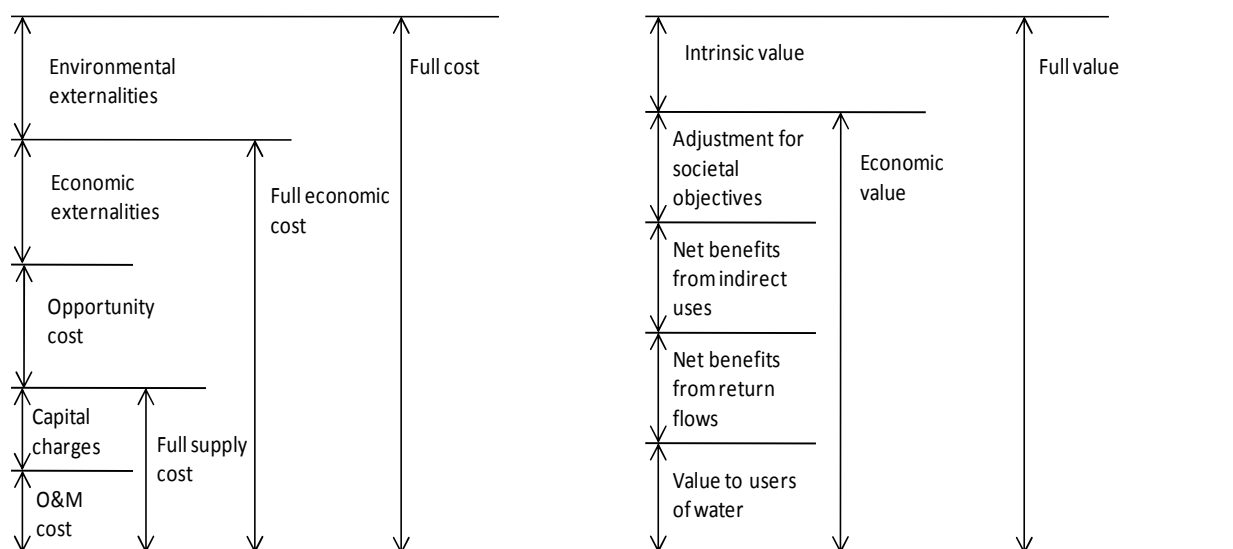 Environmental
externalities
Full cost
Economic
externalities
Full economic
cost
Opportunity
cost
Capital
charges
Full supply
cost
O&M
cost
Intrinsic value
Full value
Adjustment for
societal
objectives
Economic
value
Net benefits
from indirect
uses
Net benefits
from return
flows
Value to users
of water